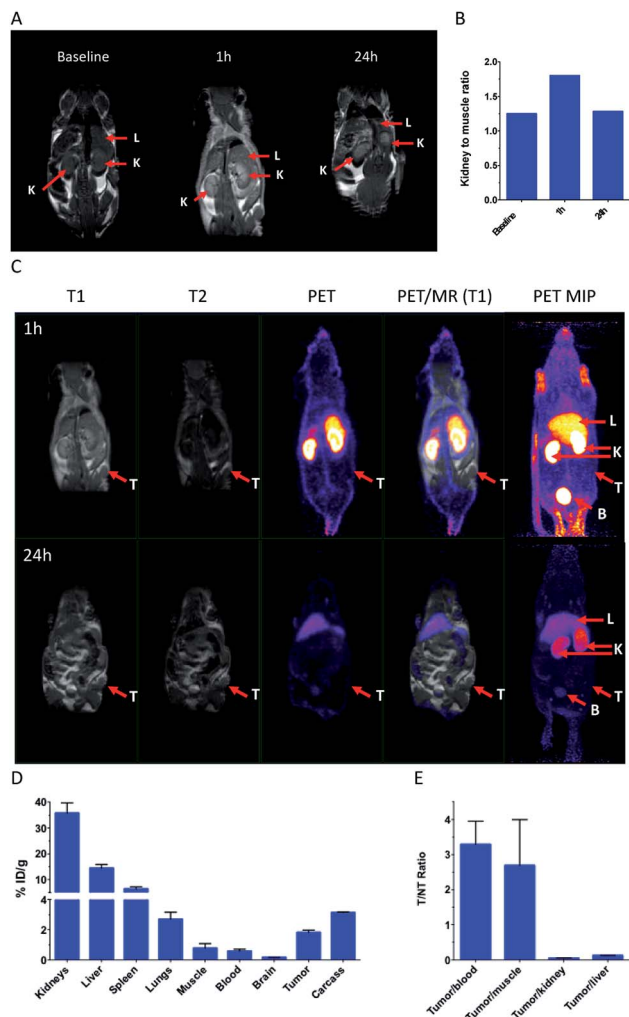 A
Baseline
1h
24h
L
K
K
L
K
K
L
K
K
B
Kidney to muscle ratio
2.0
1.5
1.0
0.5
0.0
Baseline
1h
24h
C
T1
T2
PET
PET/MR (T1)
PET MIP
1h
T
T
T
T
L
K
T
B
24h
T
T
T
T
L
K
T
B
D
% ID/g
40
30
20
10
4
2
0
Kidneys
Liver
Spleen
Lungs
Muscle
Blood
Brain
Tumor
Carcass
E
T/NT Ratio
4
3
2
1
0
Tumor/blood
Tumor/muscle
Tumor/kidney
Tumor/liver